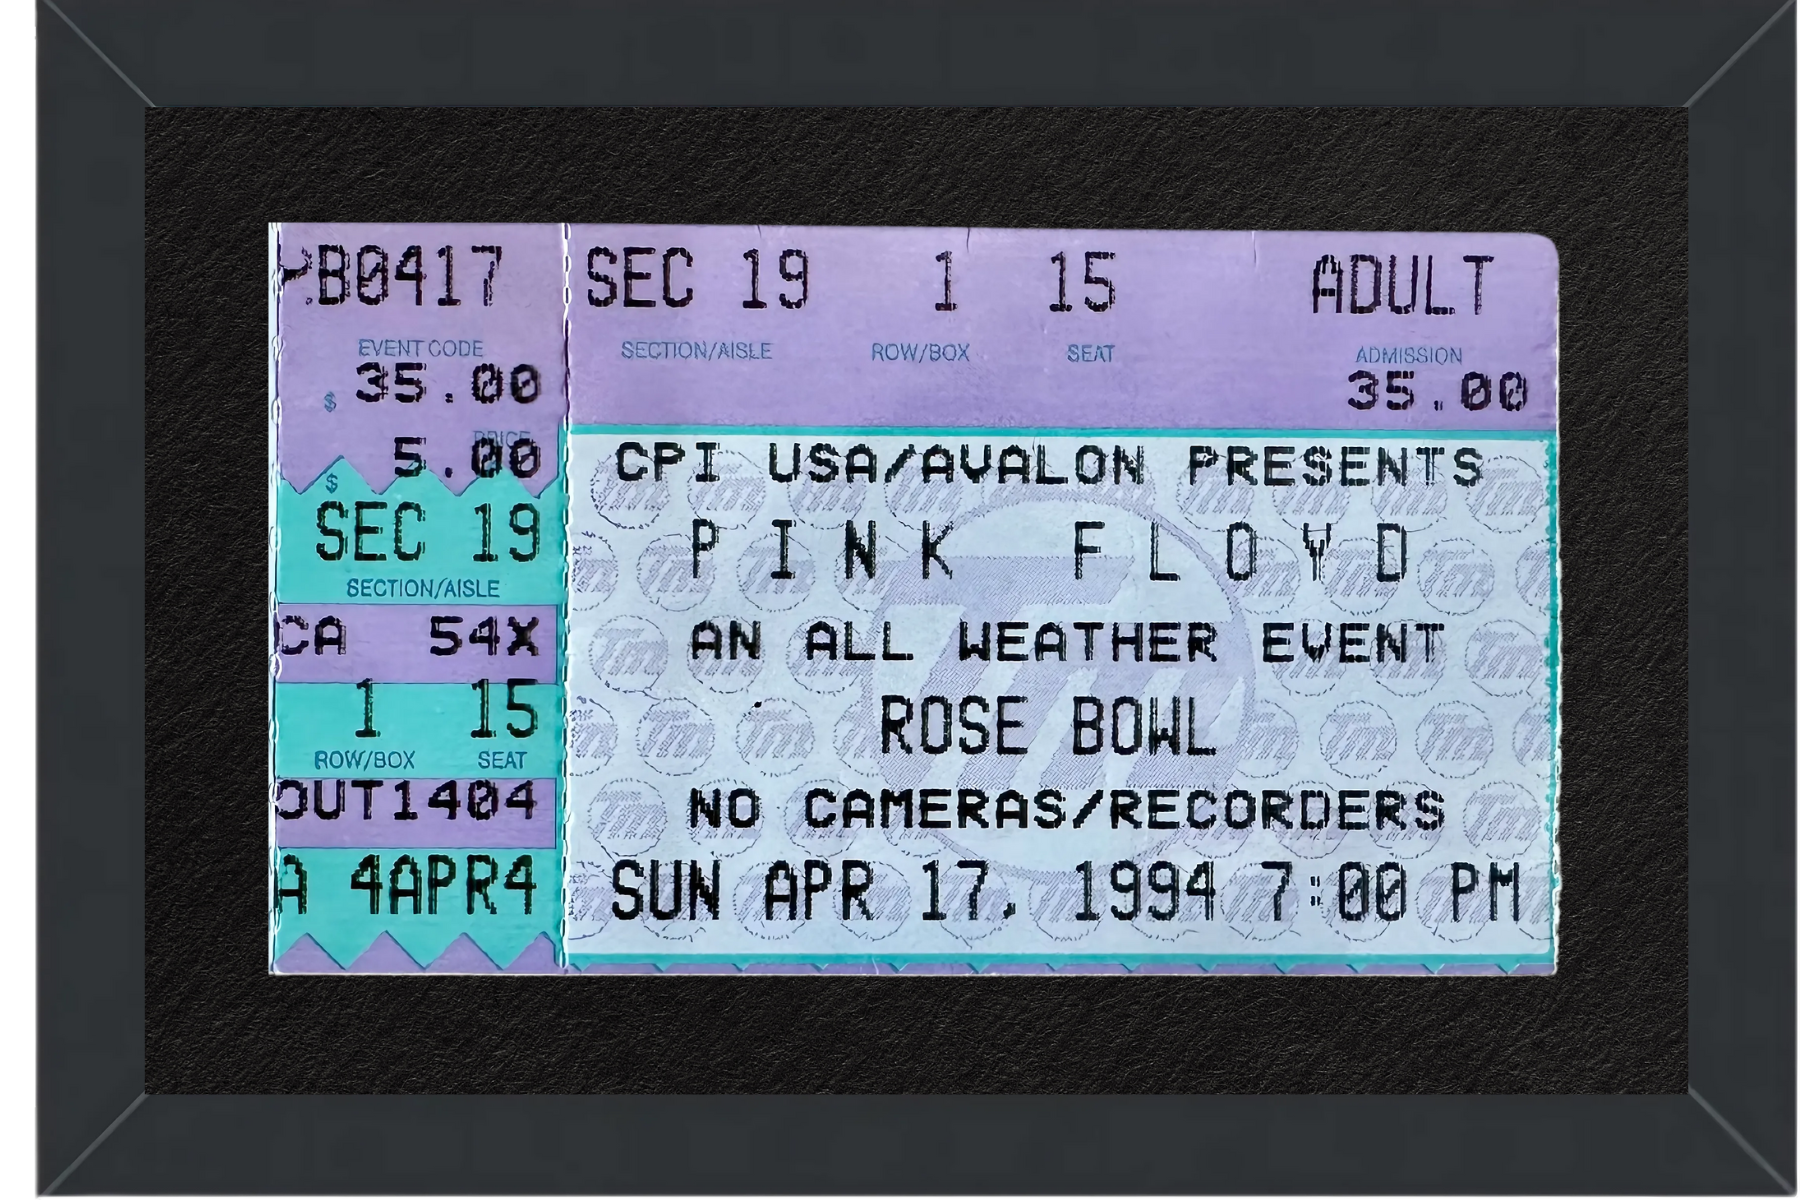 PB0417
EVENT CODE
$ 35.00
PRICE
$ 5.00
SEC 19
SECTION/AISLE
CA 54X
1 15
ROW/BOX SEAT
OUT1404
A 4APR4
SEC 19 1 15 ADULT
SECTION/AISLE ROW/BOX SEAT ADMISSION
35.00
CPI USA/AVALON PRESENTS
PINK FLOYD
AN ALL WEATHER EVENT
ROSE BOWL
NO CAMERAS/RECORDERS
SUN APR 17, 1994 7:00 PM